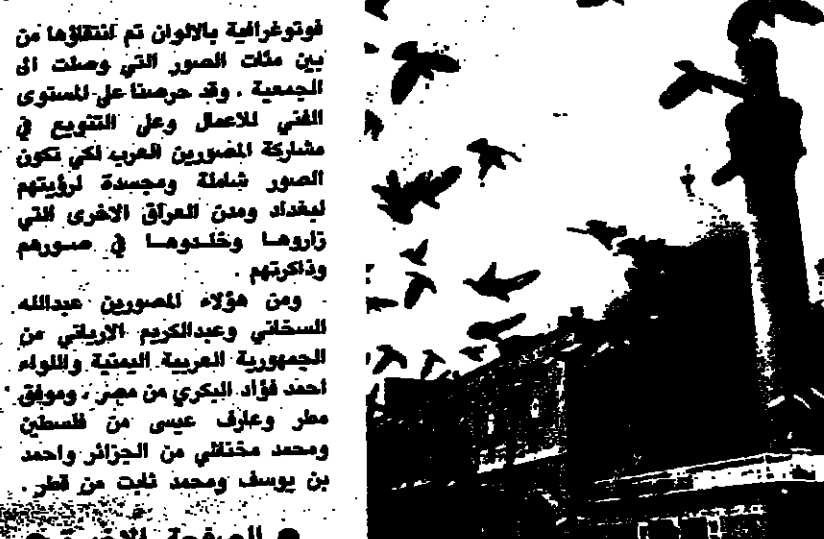 فوتوغرافية بالالوان تم انتقاؤها من
بين مئات الصور التي وصلت الى
الجمعية . وقد حرصنا على المستوى
الفني للاعمال وعلى التنويع في
مشاركة المصورين العرب لكي تكون
الصور شاملة ومجسدة لرؤيتهم
لبغداد ومدن العراق الاخرى التي
زاروها وخلدوها في صورهم
وذاكرتهم .
ومن هؤلاء المصورين عبدالله
وعبدالكريم الارياني من
الجمهورية العربية اليمنية واللواء
احمد فؤاد البكري من مصر ، وموفق
مطر وعارف عيسى من فلسطين
ومحمد من الجزائر واحمد
بن يوسف ومحمد ثابت من قطر .